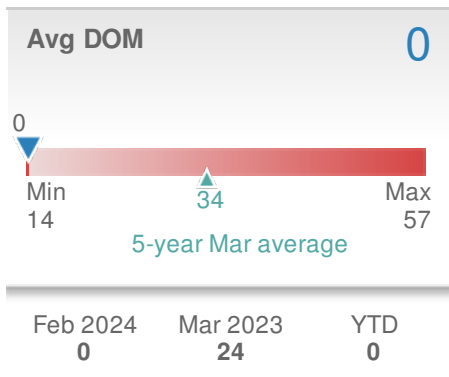 Avg DOM 0
0
Min 34 Max
14 57
5-year Mar average
Feb 2024 Mar 2023 YTD
0 24 0